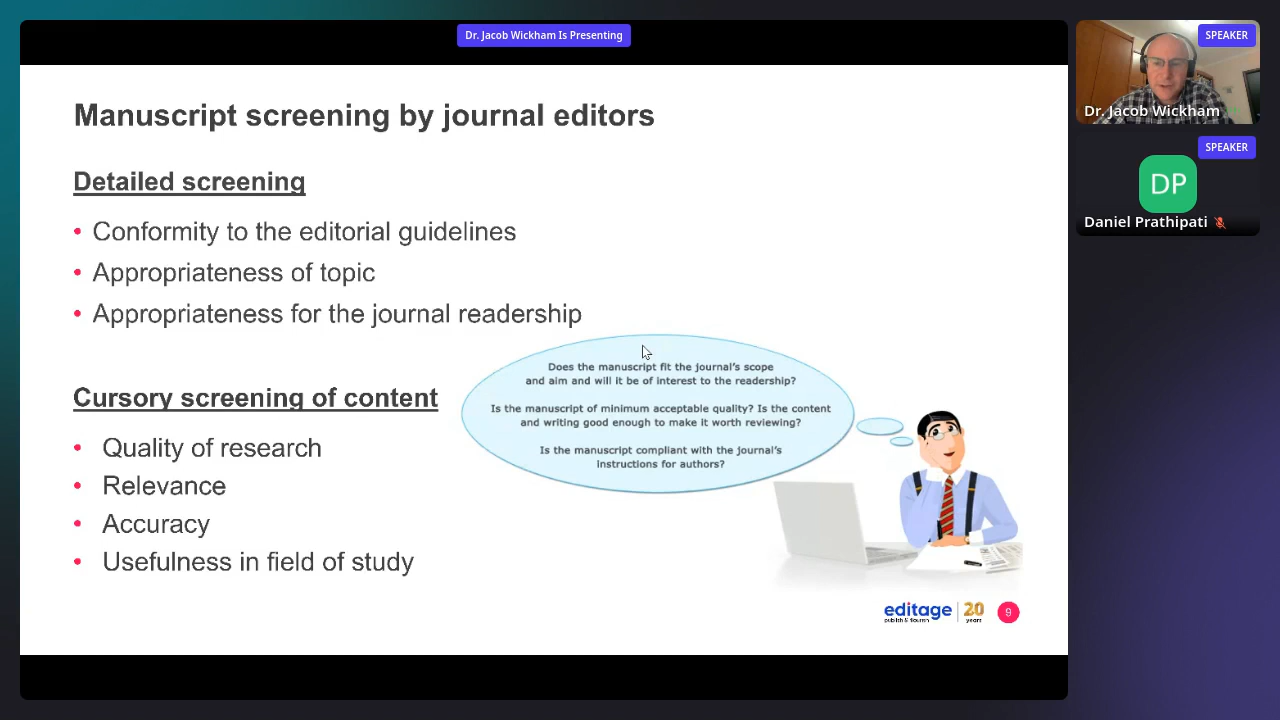 Dr. Jacob Wickham Is Presenting
SPEAKER
Dr. Jacob Wickham
SPEAKER
DP
Daniel Prathipati
Manuscript screening by journal editors
Detailed screening
• Conformity to the editorial guidelines
• Appropriateness of topic
• Appropriateness for the journal readership
Does the manuscript fit the journal's scope
and aim and will it be of interest to the readership?
Is the manuscript of minimum acceptable quality? Is the content
and writing good enough to make it worth reviewing?
Is the manuscript compliant with the journal's
instructions for authors?
Cursory screening of content
• Quality of research
• Relevance
• Accuracy
• Usefulness in field of study
editage
publish & flourish
20
years
9